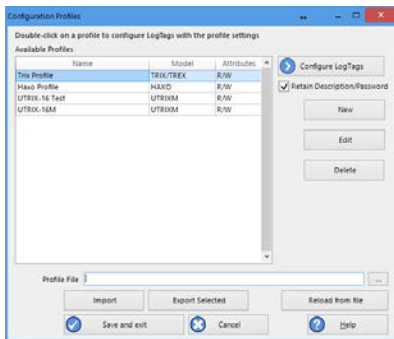 Configuration Profiles
Double-click on a profile to configure LogTags with the profile settings
Available Profiles
Name Model Attributes
Trix Profile TRIX/TREX R/W
Haxo Profile HAXO R/W
UTRIX-16 Test UTRIXM R/W
UTRIX-16M UTRIXM R/W
Configure LogTags
Retain Description/Password
New
Edit
Delete
Profile File ...
Import Export Selected Reload from file
Save and exit Cancel Help